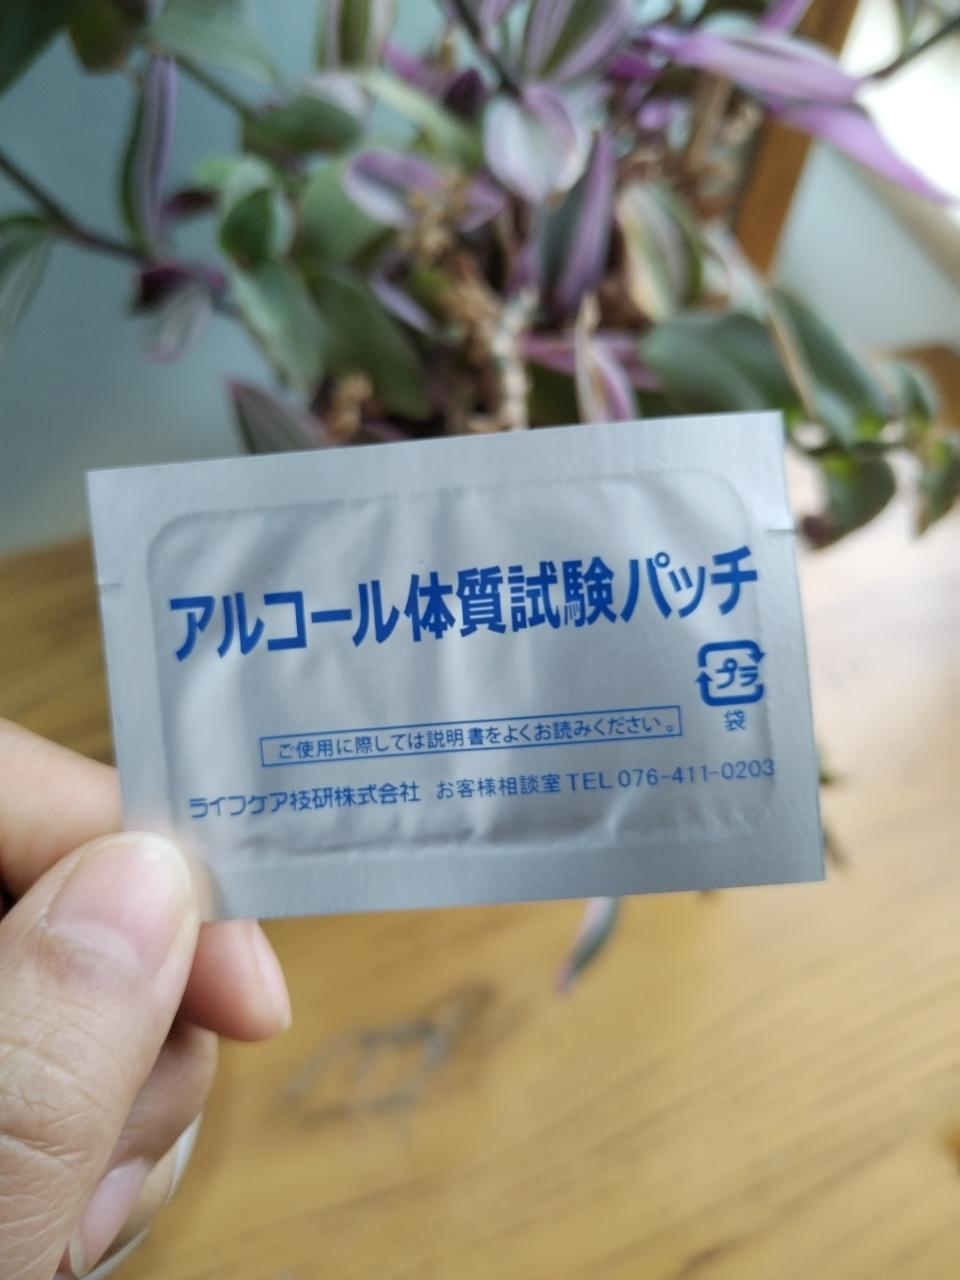 アルコール体質試験パッチ
プラ
袋
ご使用に際しては説明書をよくお読みください。
ライフケア技研株式会社 お客様相談室 TEL 076-411-0203